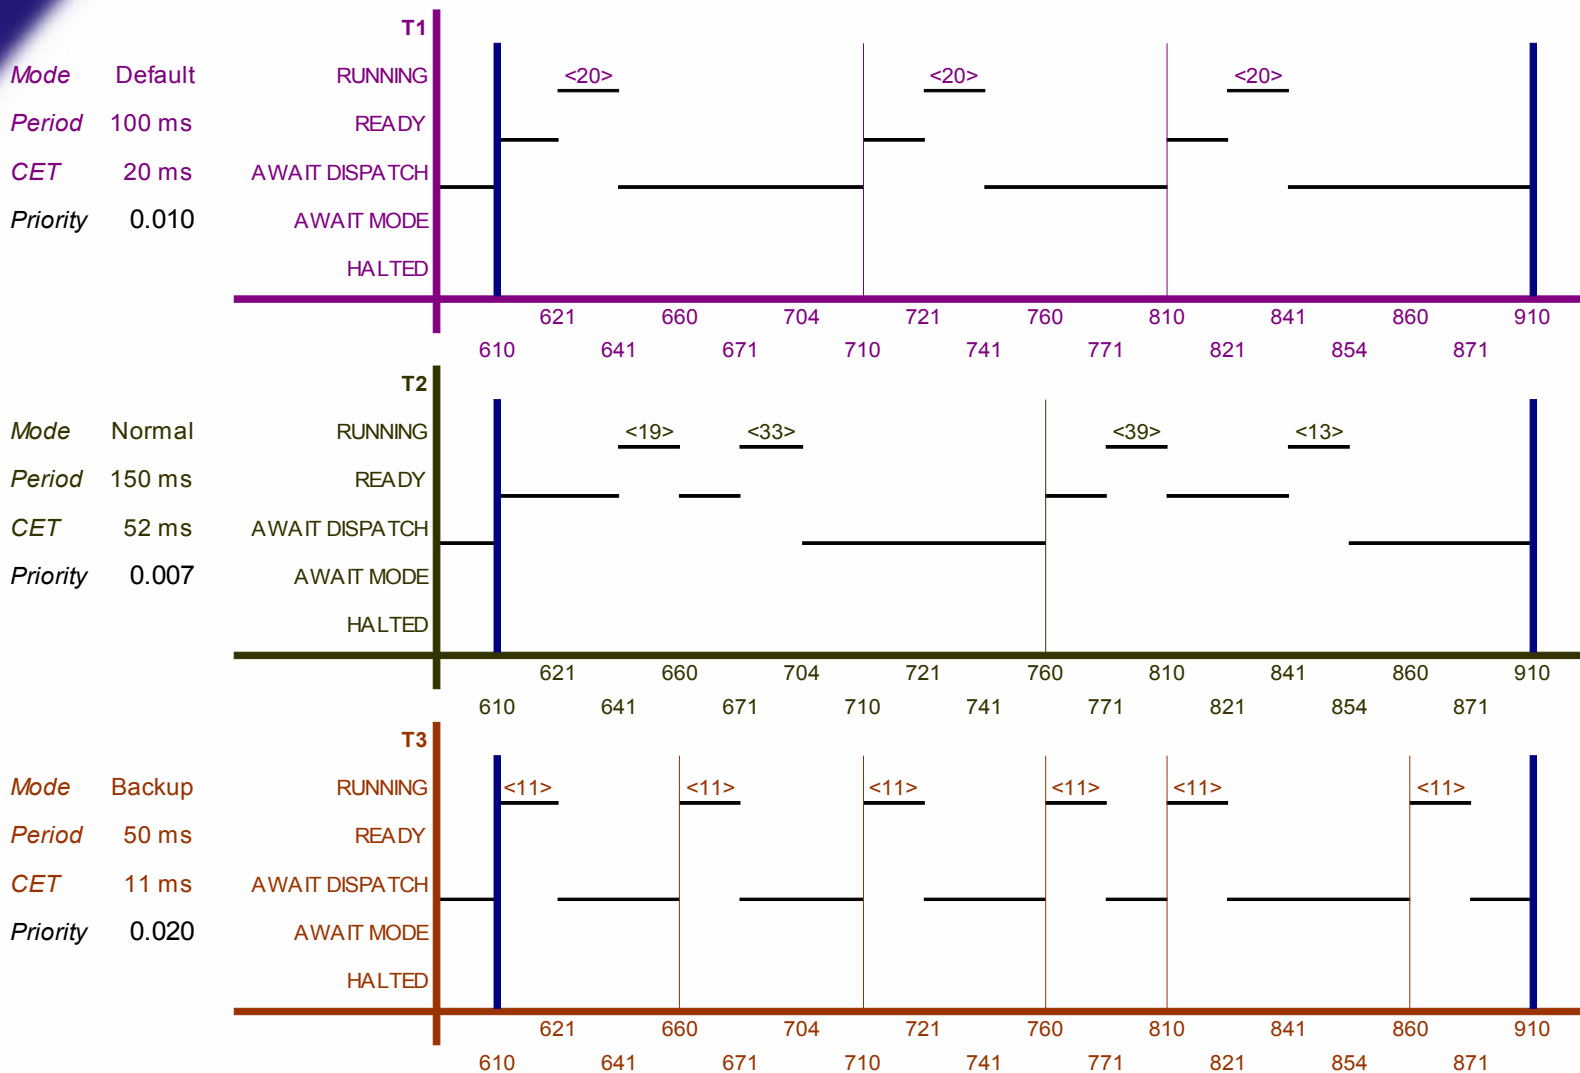 T1
Mode Default RUNNING <20> <20> <20>
Period 100 ms READY
CET 20 ms AWAIT DISPATCH
Priority 0.010 AWAIT MODE
HALTED
621 660 704 721 760 810 841 860 910
610 641 671 710 741 771 821 854 871
T2
Mode Normal RUNNING <19> <33> <39> <13>
Period 150 ms READY
CET 52 ms AWAIT DISPATCH
Priority 0.007 AWAIT MODE
HALTED
621 660 704 721 760 810 841 860 910
610 641 671 710 741 771 821 854 871
T3
Mode Backup RUNNING <11> <11> <11> <11> <11> <11>
Period 50 ms READY
CET 11 ms AWAIT DISPATCH
Priority 0.020 AWAIT MODE
HALTED
621 660 704 721 760 810 841 860 910
610 641 671 710 741 771 821 854 871